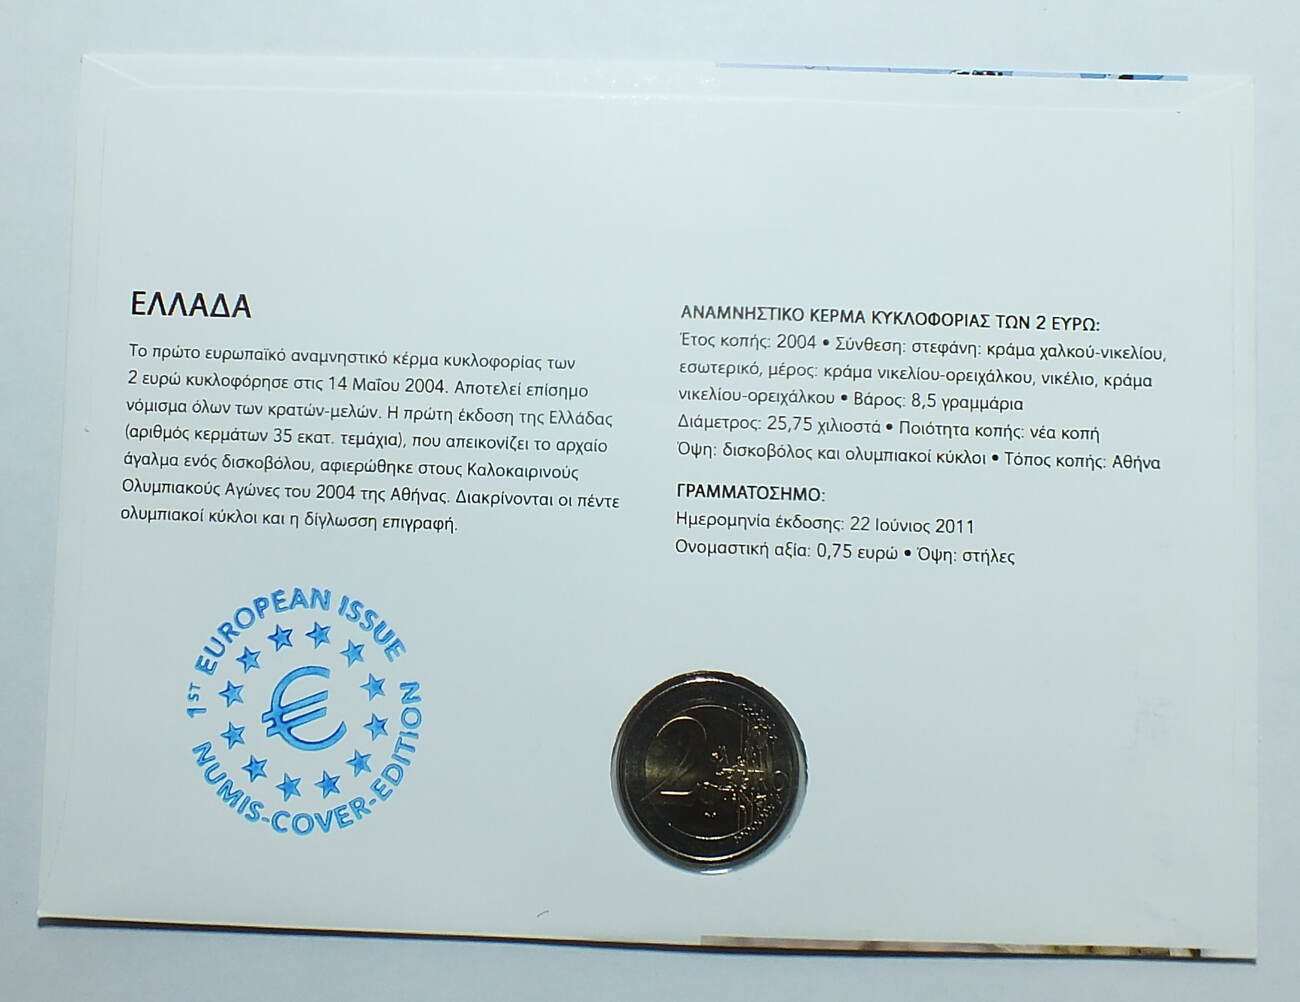 ΕΛΛΑΔΑ
Το πρώτο ευρωπαϊκό αναμνηστικό κέρμα κυκλοφορίας των
2 ευρώ κυκλοφόρησε στις 14 Μαΐου 2004. Αποτελεί επίσημο
νόμισμα όλων των κρατών-μελών. Η πρώτη έκδοση της Ελλάδας
(αριθμός κερμάτων 35 εκατ. τεμάχια), που απεικονίζει το αρχαίο
άγαλμα ενός δισκοβόλου, αφιερώθηκε στους Καλοκαιρινούς
Ολυμπιακούς Αγώνες του 2004 της Αθήνας. Διακρίνονται οι πέντε
ολυμπιακοί κύκλοι και η δίγλωσση επιγραφή.
ΑΝΑΜΝΗΣΤΙΚΟ ΚΕΡΜΑ ΚΥΚΛΟΦΟΡΙΑΣ ΤΩΝ 2 ΕΥΡΩ:
Έτος κοπής: 2004 • Σύνθεση: στεφάνη: κράμα χαλκού-νικελίου,
εσωτερικό, μέρος: κράμα νικελίου-ορειχάλκου, νικέλιο, κράμα
νικελίου-ορειχάλκου • Βάρος: 8,5 γραμμάρια
Διάμετρος: 25,75 χιλιοστά • Ποιότητα κοπής: νέα κοπή
Όψη: δισκοβόλος και ολυμπιακοί κύκλοι • Τόπος κοπής: Αθήνα
ΓΡΑΜΜΑΤΟΣΗΜΟ:
Ημερομηνία έκδοσης: 22 Ιούνιος 2011
Ονομαστική αξία: 0,75 ευρώ • Όψη: στήλες
1ST EUROPEAN ISSUE
€
NUMIS-COVER-EDITION
2